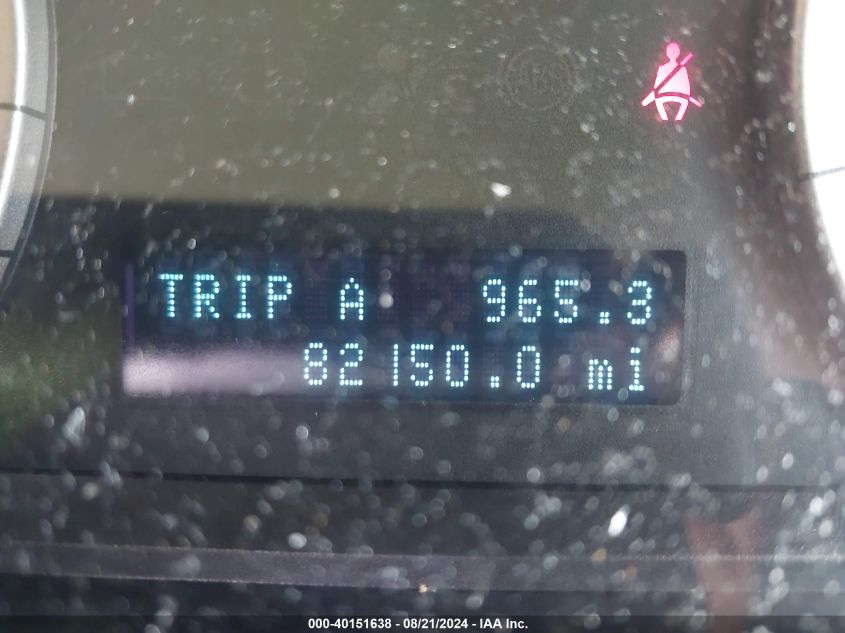 TRIP A 965.3
82150.0 mi
000-40151638 - 08/21/2024 - IAA Inc.